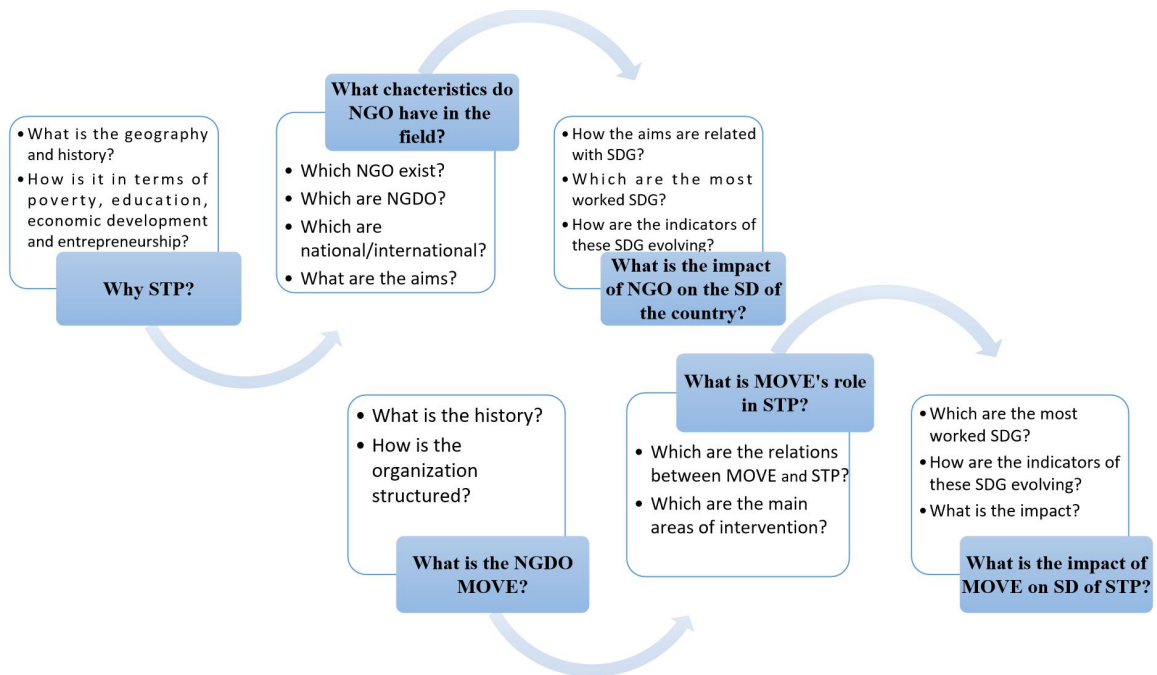 • What is the geography
and history?
• How is it in terms of
poverty, education,
economic development
and entrepreneurship?
Why STP?
What chacteristics do
NGO have in the
field?
• Which NGO exist?
• Which are NGDO?
• Which are
national/international?
• What are the aims?
• How the aims are related
with SDG?
• Which are the most
worked SDG?
• How are the indicators of
these SDG evolving?
What is the impact
of NGO on the SD of
the country?
• What is the history?
• How is the
organization
structured?
What is the NGDO
MOVE?
What is MOVE's role
in STP?
• Which are the relations
between MOVE and STP?
• Which are the main
areas of intervention?
• Which are the most
worked SDG?
• How are the indicators of
these SDG evolving?
• What is the impact?
What is the impact of
MOVE on SD of STP?